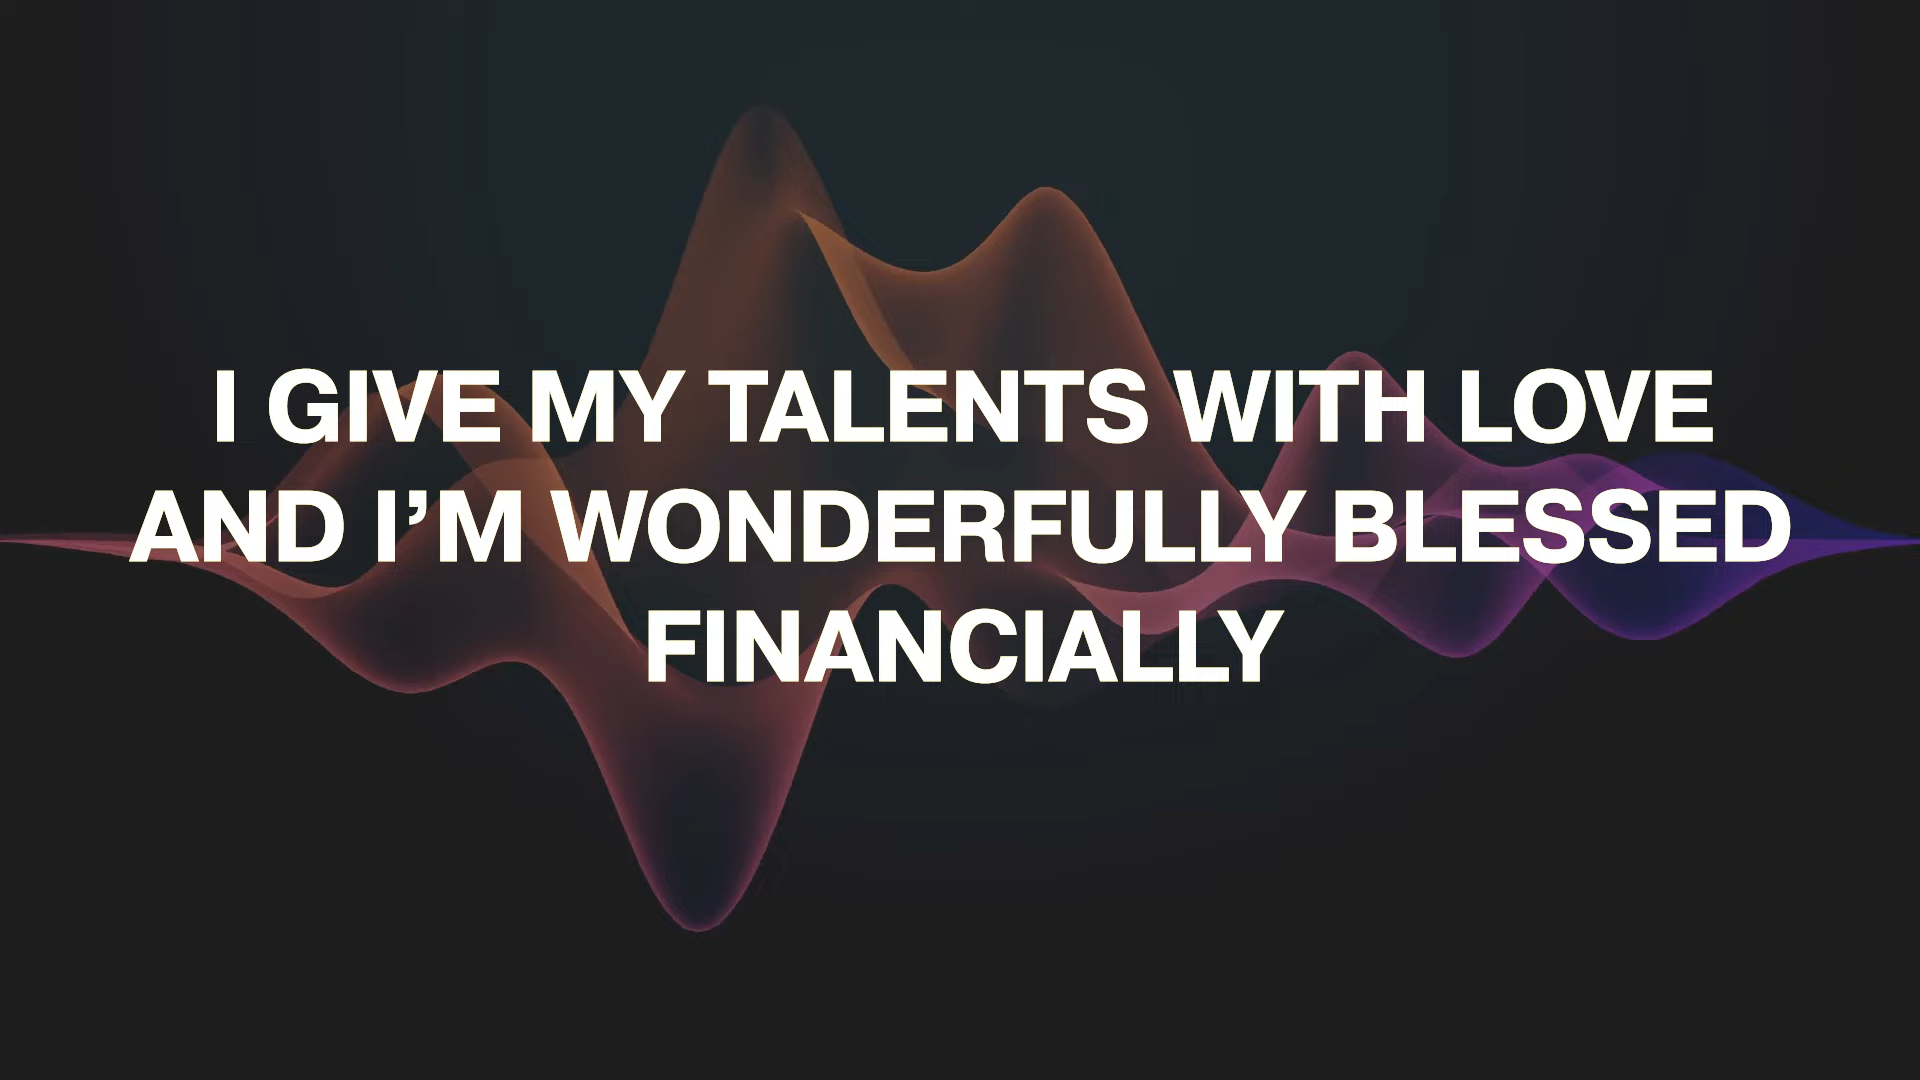 I GIVE MY TALENTS WITH LOVE
AND I’M WONDERFULLY BLESSED
FINANCIALLY